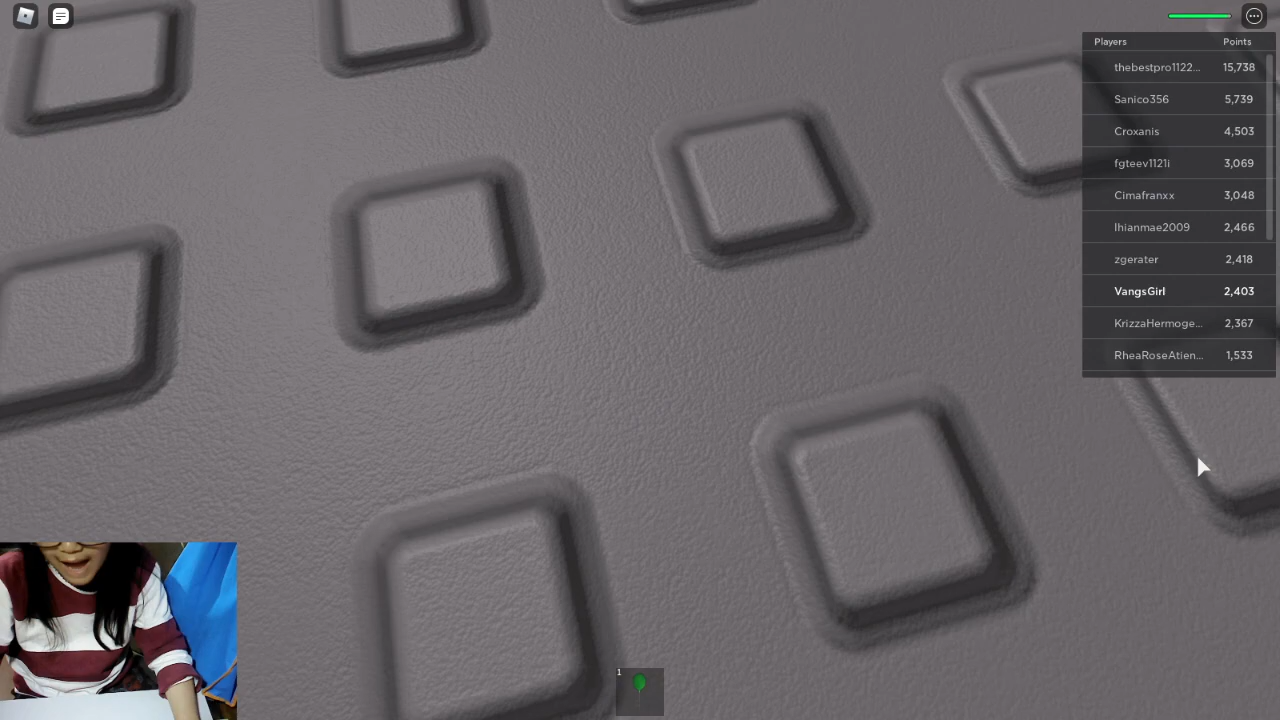 Players Points
thebestpro1122... 15,738
Sanico356 5,739
Croxanis 4,503
fgteev1121i 3,069
Cimafranxx 3,048
lhianmae2009 2,466
zgerater 2,418
VangsGirl 2,403
KrizzaHermoge... 2,367
RheaRoseAtien... 1,533
1